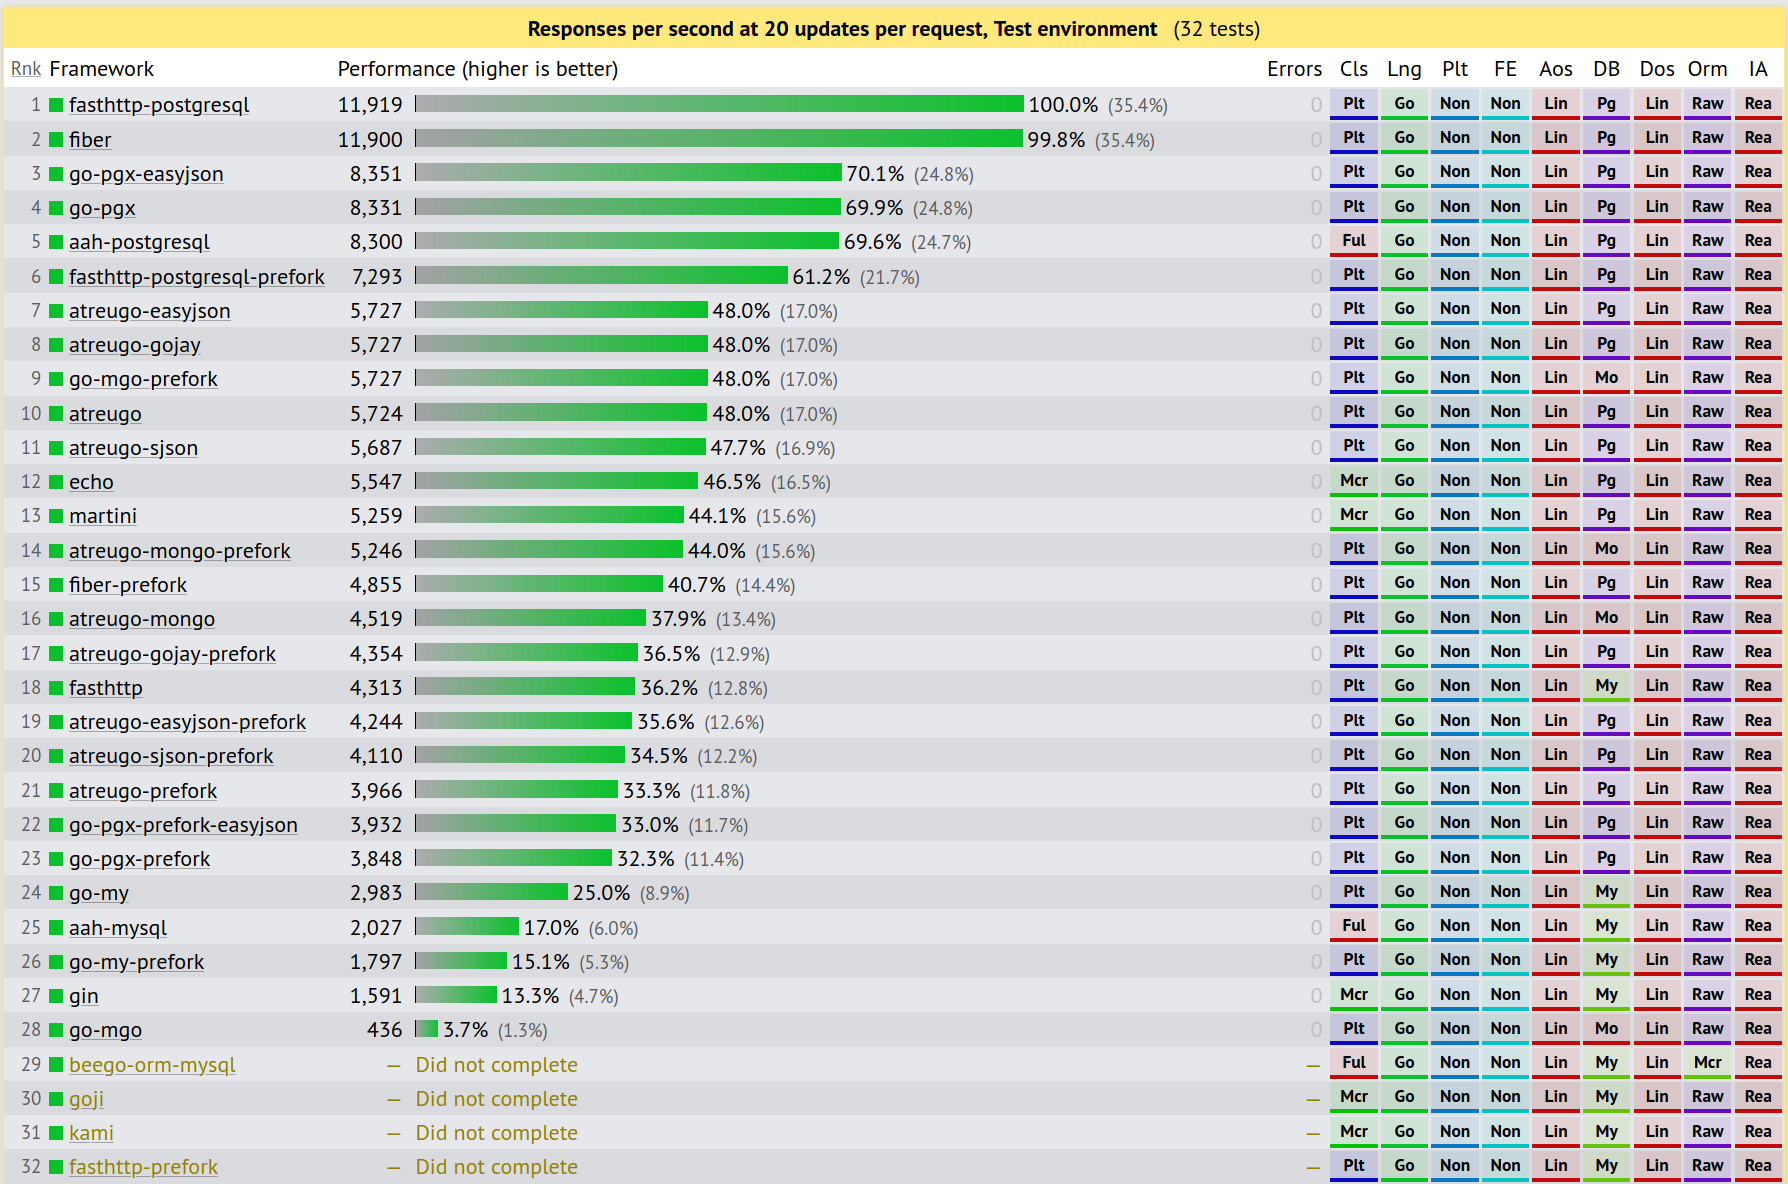 Responses per second at 20 updates per request, Test environment (32 tests)
Rnk Framework Performance (higher is better) Errors Cls Lng Plt FE Aos DB Dos Orm IA
1 fasthttp-postgresql 11,919 100.0% (35.4%) 0 Plt Go Non Non Lin Pg Lin Raw Rea
2 fiber 11,900 99.8% (35.4%) 0 Plt Go Non Non Lin Pg Lin Raw Rea
3 go-pgx-easyjson 8,351 70.1% (24.8%) 0 Plt Go Non Non Lin Pg Lin Raw Rea
4 go-pgx 8,331 69.9% (24.8%) 0 Plt Go Non Non Lin Pg Lin Raw Rea
5 aah-postgresql 8,300 69.6% (24.7%) 0 Ful Go Non Non Lin Pg Lin Raw Rea
6 fasthttp-postgresql-prefork 7,293 61.2% (21.7%) 0 Plt Go Non Non Lin Pg Lin Raw Rea
7 atreugo-easyjson 5,727 48.0% (17.0%) 0 Plt Go Non Non Lin Pg Lin Raw Rea
8 atreugo-gojay 5,727 48.0% (17.0%) 0 Plt Go Non Non Lin Pg Lin Raw Rea
9 go-mgo-prefork 5,727 48.0% (17.0%) 0 Plt Go Non Non Lin Mo Lin Raw Rea
10 atreugo 5,724 48.0% (17.0%) 0 Plt Go Non Non Lin Pg Lin Raw Rea
11 atreugo-sjson 5,687 47.7% (16.9%) 0 Plt Go Non Non Lin Pg Lin Raw Rea
12 echo 5,547 46.5% (16.5%) 0 Mcr Go Non Non Lin Pg Lin Raw Rea
13 martini 5,259 44.1% (15.6%) 0 Mcr Go Non Non Lin Pg Lin Raw Rea
14 atreugo-mongo-prefork 5,246 44.0% (15.6%) 0 Plt Go Non Non Lin Mo Lin Raw Rea
15 fiber-prefork 4,855 40.7% (14.4%) 0 Plt Go Non Non Lin Pg Lin Raw Rea
16 atreugo-mongo 4,519 37.9% (13.4%) 0 Plt Go Non Non Lin Mo Lin Raw Rea
17 atreugo-gojay-prefork 4,354 36.5% (12.9%) 0 Plt Go Non Non Lin Pg Lin Raw Rea
18 fasthttp 4,313 36.2% (12.8%) 0 Plt Go Non Non Lin My Lin Raw Rea
19 atreugo-easyjson-prefork 4,244 35.6% (12.6%) 0 Plt Go Non Non Lin Pg Lin Raw Rea
20 atreugo-sjson-prefork 4,110 34.5% (12.2%) 0 Plt Go Non Non Lin Pg Lin Raw Rea
21 atreugo-prefork 3,966 33.3% (11.8%) 0 Plt Go Non Non Lin Pg Lin Raw Rea
22 go-pgx-prefork-easyjson 3,932 33.0% (11.7%) 0 Plt Go Non Non Lin Pg Lin Raw Rea
23 go-pgx-prefork 3,848 32.3% (11.4%) 0 Plt Go Non Non Lin Pg Lin Raw Rea
24 go-my 2,983 25.0% (8.9%) 0 Plt Go Non Non Lin My Lin Raw Rea
25 aah-mysql 2,027 17.0% (6.0%) 0 Ful Go Non Non Lin My Lin Raw Rea
26 go-my-prefork 1,797 15.1% (5.3%) 0 Plt Go Non Non Lin My Lin Raw Rea
27 gin 1,591 13.3% (4.7%) 0 Mcr Go Non Non Lin My Lin Raw Rea
28 go-mgo 436 3.7% (1.3%) 0 Plt Go Non Non Lin Mo Lin Raw Rea
29 beego-orm-mysql — Did not complete — Ful Go Non Non Lin My Lin Mcr Rea
30 goji — Did not complete — Mcr Go Non Non Lin My Lin Raw Rea
31 kami — Did not complete — Mcr Go Non Non Lin My Lin Raw Rea
32 fasthttp-prefork — Did not complete — Plt Go Non Non Lin My Lin Raw Rea